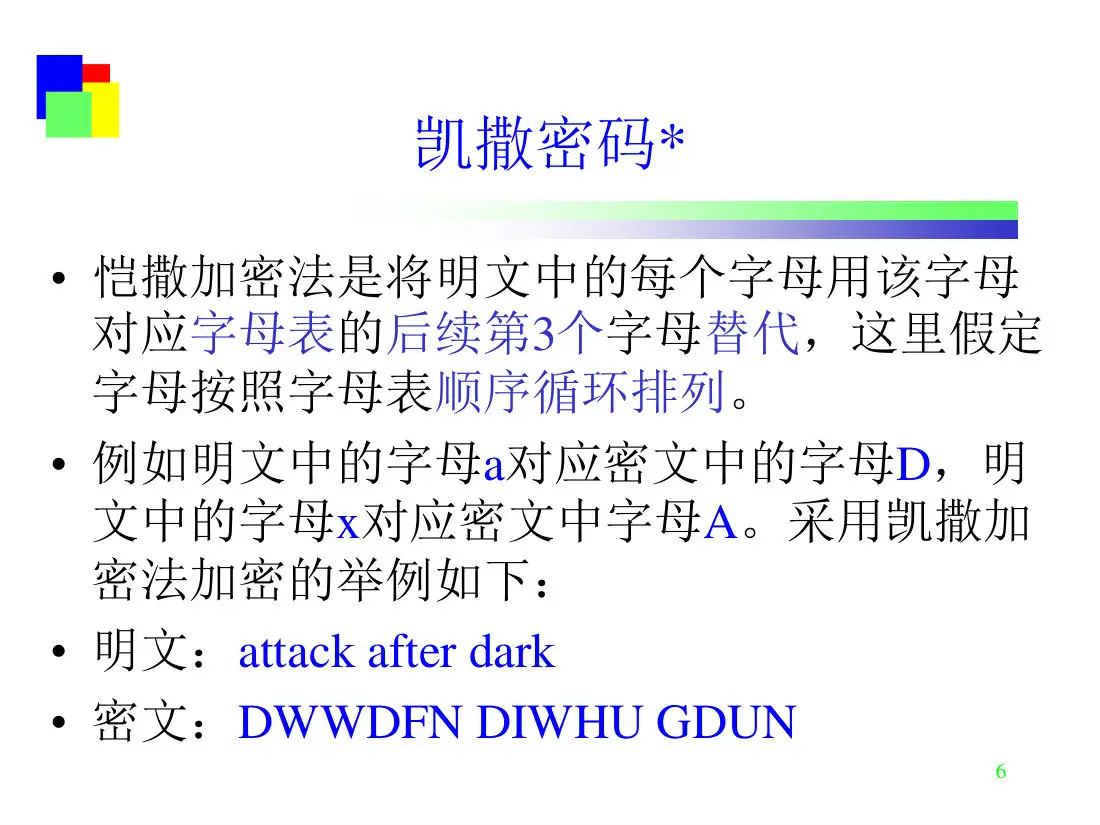 凯撒密码*
• 恺撒加密法是将明文中的每个字母用该字母
对应字母表的后续第3个字母替代，这里假定
字母按照字母表顺序循环排列。
• 例如明文中的字母a对应密文中的字母D，明
文中的字母x对应密文中字母A。采用凯撒加
密法加密的举例如下：
• 明文：attack after dark
• 密文：DWWDFN DIWHU GDUN
6